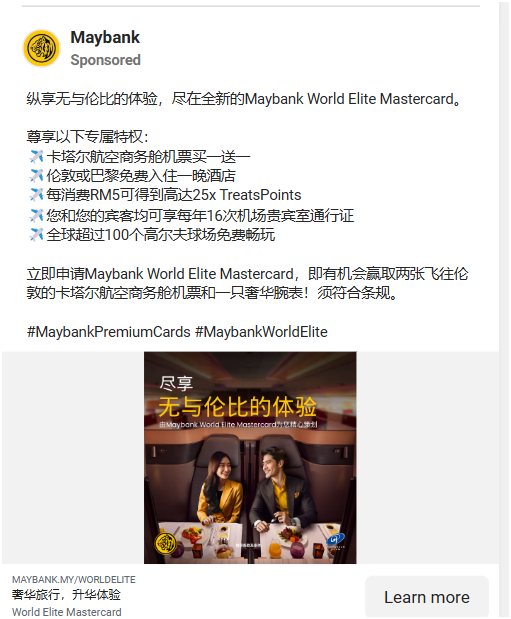 Maybank
Sponsored
纵享无与伦比的体验，尽在全新的Maybank World Elite Mastercard。
尊享以下专属特权：
✈️卡塔尔航空商务舱机票买一送一
✈️伦敦或巴黎免费入住一晚酒店
✈️每消费RM5可得到高达25x TreatsPoints
✈️您和您的宾客均可享每年16次机场贵宾室通行证
✈️全球超过100个高尔夫球场免费畅玩
立即申请Maybank World Elite Mastercard，即有机会赢取两张飞往伦
敦的卡塔尔航空商务舱机票和一只奢华腕表！须符合条规。
#MaybankPremiumCards #MaybankWorldElite
尽享
无与伦比的体验
由Maybank World Elite Mastercard为您精心策划
MAYBANK.MY/WORLDELITE
奢华旅行，升华体验
World Elite Mastercard
Learn more